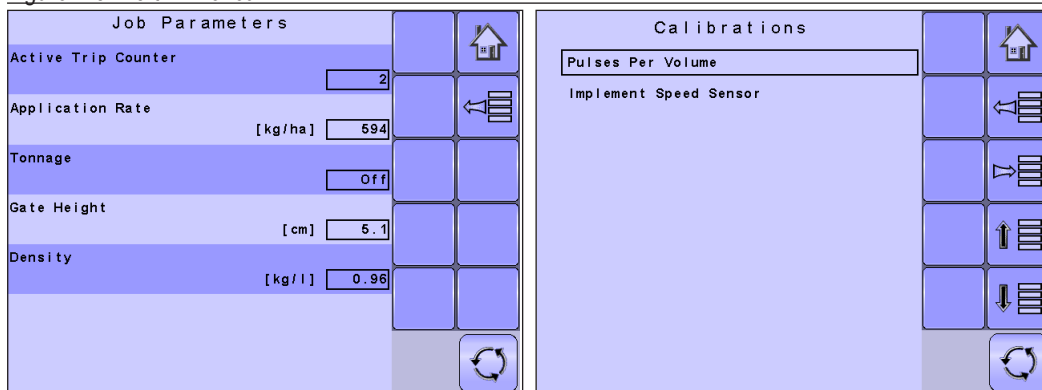 Job Parameters
Active Trip Counter
2
Application Rate
[kg/ha] 594
Tonnage
Off
Gate Height
[cm] 5.1
Density
[kg/l] 0.96
Calibrations
Pulses Per Volume
Implement Speed Sensor